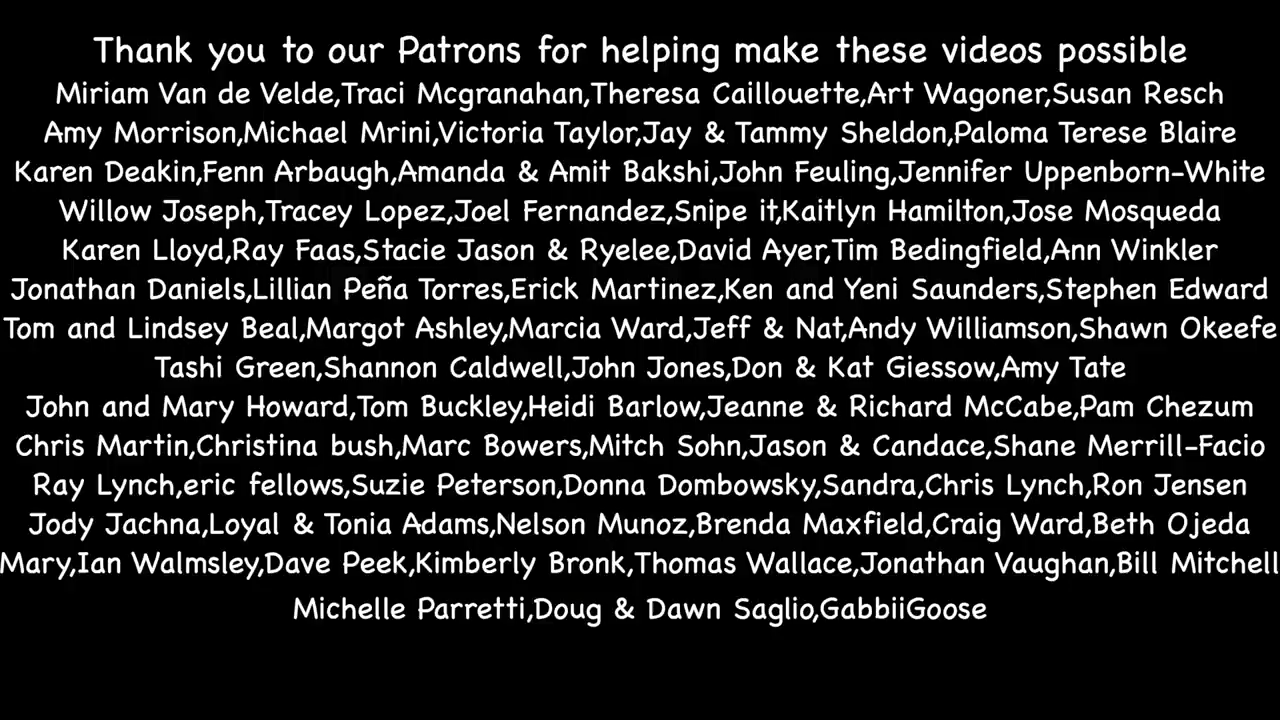 Thank you to our Patrons for helping make these videos possible
Miriam Van de Velde,Traci Mcgranahan,Theresa Caillouette,Art Wagoner,Susan Resch
Amy Morrison,Michael Mrini,Victoria Taylor,Jay & Tammy Sheldon,Paloma Terese Blaire
Karen Deakin,Fenn Arbaugh,Amanda & Amit Bakshi,John Feuling,Jennifer Uppenborn-White
Willow Joseph,Tracey Lopez,Joel Fernandez,Snipe it,Kaitlyn Hamilton,Jose Mosqueda
Karen Lloyd,Ray Faas,Stacie Jason & Ryelee,David Ayer,Tim Bedingfield,Ann Winkler
Jonathan Daniels,Lillian Peña Torres,Erick Martinez,Ken and Yeni Saunders,Stephen Edward
Tom and Lindsey Beal,Margot Ashley,Marcia Ward,Jeff & Nat,Andy Williamson,Shawn Okeefe
Tashi Green,Shannon Caldwell,John Jones,Don & Kat Giessow,Amy Tate
John and Mary Howard,Tom Buckley,Heidi Barlow,Jeanne & Richard McCabe,Pam Chezum
Chris Martin,Christina bush,Marc Bowers,Mitch Sohn,Jason & Candace,Shane Merrill-Facio
Ray Lynch,eric fellows,Suzie Peterson,Donna Dombowsky,Sandra,Chris Lynch,Ron Jensen
Jody Jachna,Loyal & Tonia Adams,Nelson Munoz,Brenda Maxfield,Craig Ward,Beth Ojeda
Mary,Ian Walmsley,Dave Peek,Kimberly Bronk,Thomas Wallace,Jonathan Vaughan,Bill Mitchell
Michelle Parretti,Doug & Dawn Saglio,GabbiiGoose